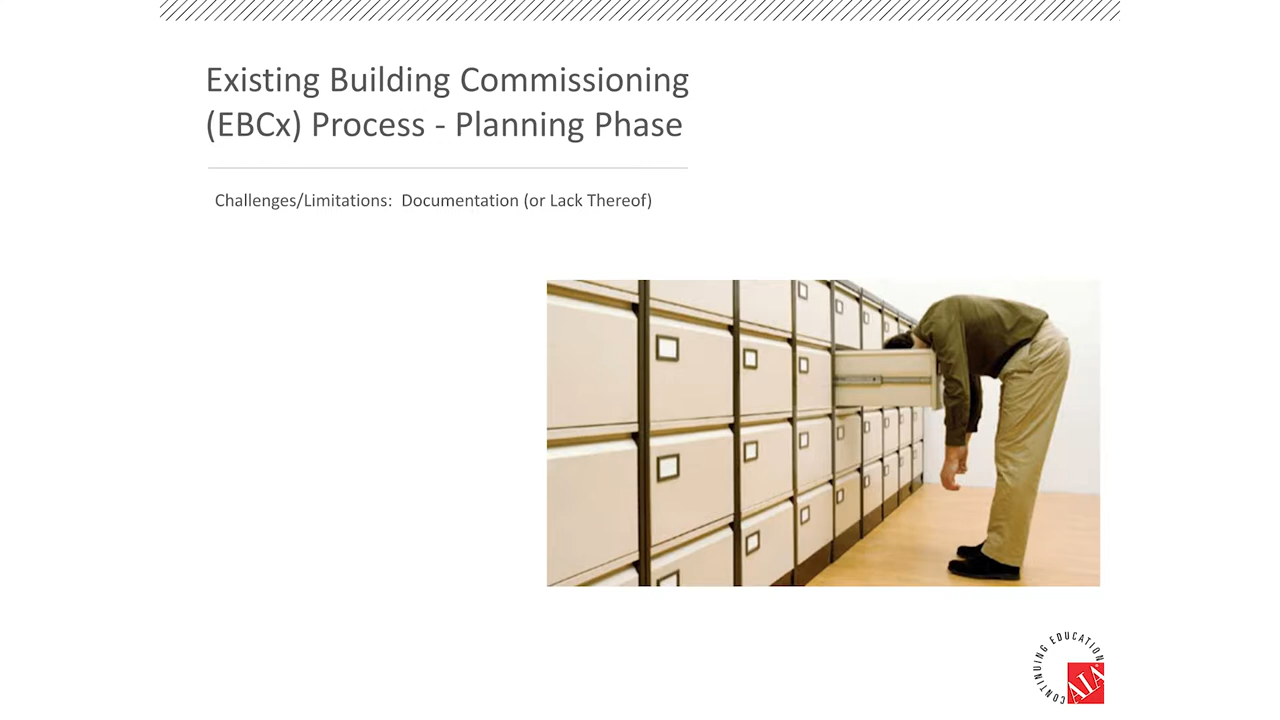 Existing Building Commissioning
(EBCx) Process - Planning Phase
Challenges/Limitations:  Documentation (or Lack Thereof)
CONTINUING EDUCATION
AIA